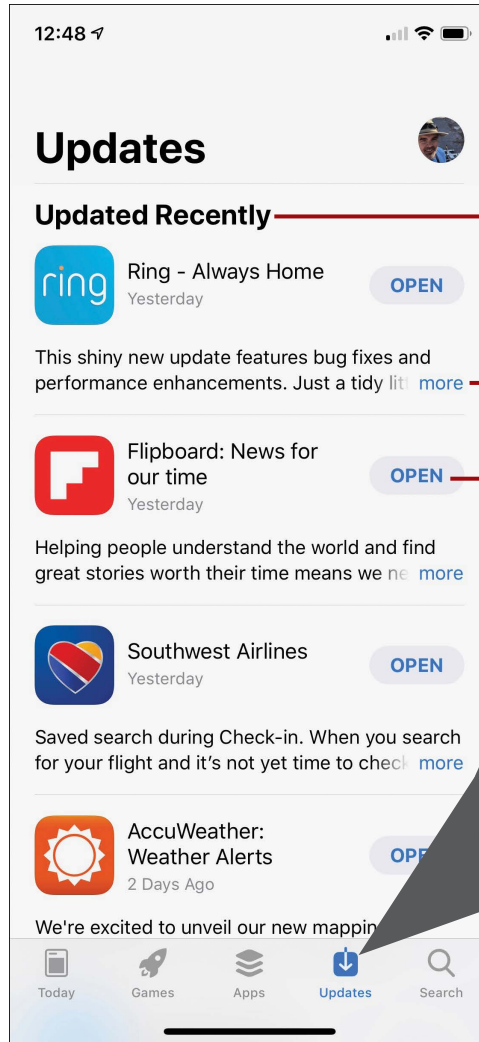 12:48
Updates
Updated Recently
ring
Ring - Always Home
Yesterday
OPEN
This shiny new update features bug fixes and
performance enhancements. Just a tidy more
Flipboard: News for
our time
Yesterday
OPEN
Helping people understand the world and find
great stories worth their time means we more
Southwest Airlines
Yesterday
OPEN
Saved search during Check-in. When you search
for your flight and it’s not yet time to more
AccuWeather:
Weather Alerts
2 Days Ago
We're excited to unveil our new
Today
Games
Apps
Updates
Search